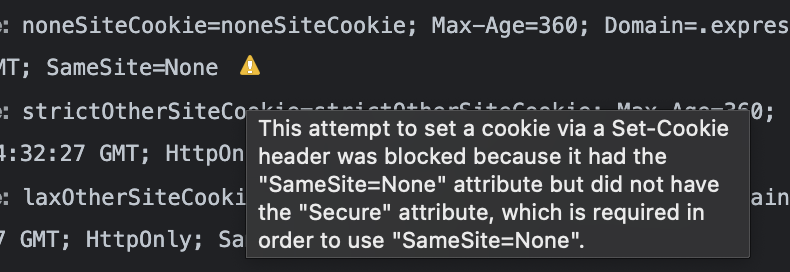 : noneSiteCookie=noneSiteCookie; Max-Age=360; Domain=.expres
MT; SameSite=None
: strictOtherSiteCookie=strictOtherSiteCookie; Max-Age=360;
4:32:27 GMT; HttpOn
: laxOtherSiteCooki
ain
7 GMT; HttpOnly; Sa
This attempt to set a cookie via a Set-Cookie
header was blocked because it had the
"SameSite=None" attribute but did not have
the "Secure" attribute, which is required in
order to use "SameSite=None".